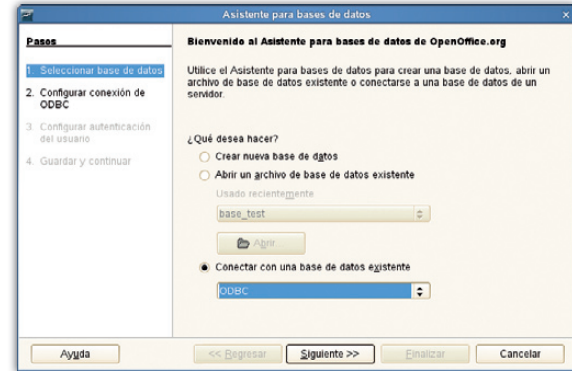 Asistente para bases de datos
Pasos
1. Seleccionar base de datos
2. Configurar conexión de
ODBC
3. Configurar autenticación
del usuario
4. Guardar y continuar
Bienvenido al Asistente para bases de datos de OpenOffice.org
Utilice el Asistente para bases de datos para crear una base de datos, abrir un
archivo de base de datos existente o conectarse a una base de datos de un
servidor.
¿Qué desea hacer?
Crear nueva base de datos
Abrir un archivo de base de datos existente
Usado recientemente
base_test
Abrir...
Conectar con una base de datos existente
ODBC
Ayuda
<< Regresar
Siguiente >>
Finalizar
Cancelar